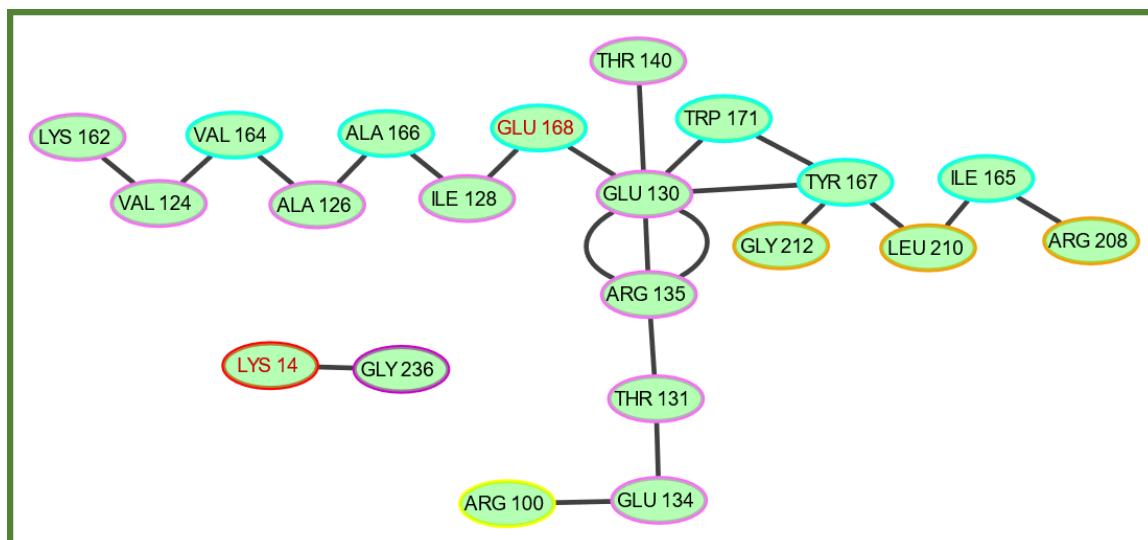 THR 140
TRP 171
LYS 162
VAL 164
ALA 166
GLU 168
VAL 124
ALA 126
ILE 128
GLU 130
TYR 167
ILE 165
GLY 212
LEU 210
ARG 208
ARG 135
LYS 14
GLY 236
THR 131
ARG 100
GLU 134